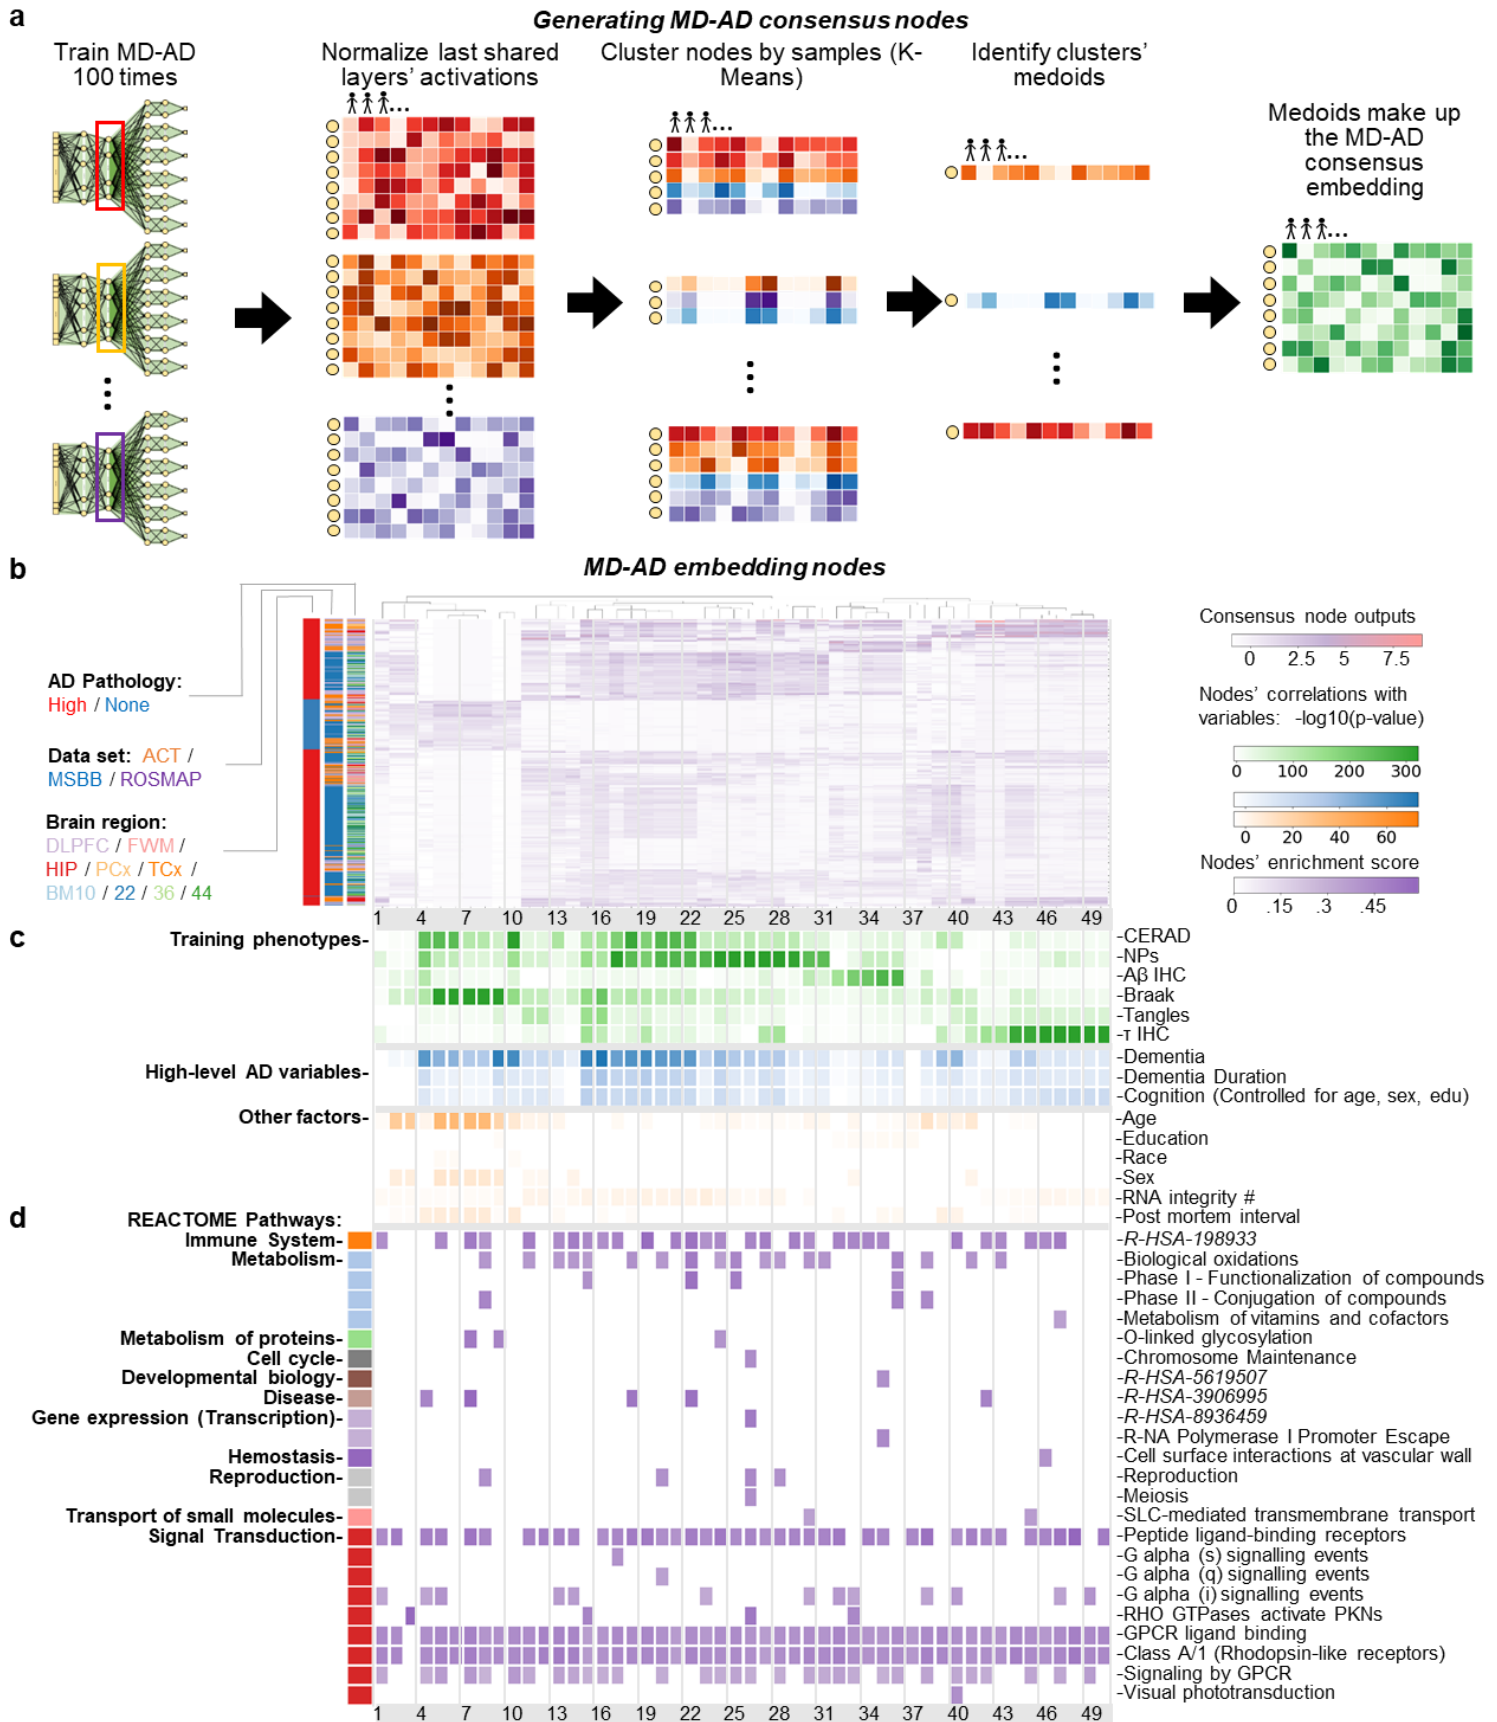 a
Generating MD-AD consensus nodes
Train MD-AD
100 times
Normalize last shared
layers’ activations
Cluster nodes by samples (K-
Means)
Identify clusters’
medoids
Medoids make up
the MD-AD
consensus
embedding
b
MD-AD embedding nodes
AD Pathology:
High / None
Data set: ACT /
MSBB / ROSMAP
Brain region:
DLPFC / FWM /
HIP / PCx / TCx /
BM10 / 22 / 36 / 44
Consensus node outputs
0 2.5 5 7.5
Nodes’ correlations with
variables: -log10(p-value)
0 100 200 300
0 20 40 60
Nodes’ enrichment score
0 .15 .3 .45
1 4 7 10 13 16 19 22 25 28 31 34 37 40 43 46 49
c
Training phenotypes-
-CERAD
-NPs
-Aβ IHC
-Braak
-Tangles
-τ IHC
High-level AD variables-
-Dementia
-Dementia Duration
-Cognition (Controlled for age, sex, edu)
Other factors-
-Age
-Education
-Race
-Sex
-RNA integrity #
-Post mortem interval
d
REACTOME Pathways:
Immune System-
-R-HSA-198933
Metabolism-
-Biological oxidations
-Phase I - Functionalization of compounds
-Phase II - Conjugation of compounds
-Metabolism of vitamins and cofactors
Metabolism of proteins-
-O-linked glycosylation
Cell cycle-
-Chromosome Maintenance
Developmental biology-
-R-HSA-5619507
Disease-
-R-HSA-3906995
Gene expression (Transcription)-
-R-HSA-8936459
-R-NA Polymerase I Promoter Escape
Hemostasis-
-Cell surface interactions at vascular wall
Reproduction-
-Reproduction
-Meiosis
Transport of small molecules-
-SLC-mediated transmembrane transport
Signal Transduction-
-Peptide ligand-binding receptors
-G alpha (s) signalling events
-G alpha (q) signalling events
-G alpha (i) signalling events
-RHO GTPases activate PKNs
-GPCR ligand binding
-Class A/1 (Rhodopsin-like receptors)
-Signaling by GPCR
-Visual phototransduction
1 4 7 10 13 16 19 22 25 28 31 34 37 40 43 46 49